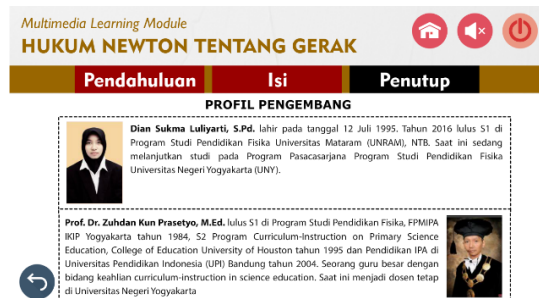 Multimedia Learning Module
HUKUM NEWTON TENTANG GERAK
Pendahuluan Isi Penutup
PROFIL PENGEMBANG
Dian Sukma Luliyarti, S.Pd. lahir pada tanggal 12 Juli 1995. Tahun 2016 lulus S1 di
Program Studi Pendidikan Fisika Universitas Mataram (UNRAM), NTB. Saat ini sedang
melanjutkan studi pada Program Pasacasarjana Program Studi Pendidikan Fisika
Universitas Negeri Yogyakarta (UNY).
Prof. Dr. Zuhdan Kun Prasetyo, M.Ed. lulus S1 di Program Studi Pendidikan Fisika, FPMIPA
IKIP Yogyakarta tahun 1984, S2 Program Curriculum-Instruction on Primary Science
Education, College of Education University of Houston tahun 1995 dan Pendidikan IPA di
Universitas Pendidikan Indonesia (UPI) Bandung tahun 2004. Seorang guru besar dengan
bidang keahlian curriculum-instruction in science education. Saat ini menjadi dosen tetap
di Universitas Negeri Yogyakarta